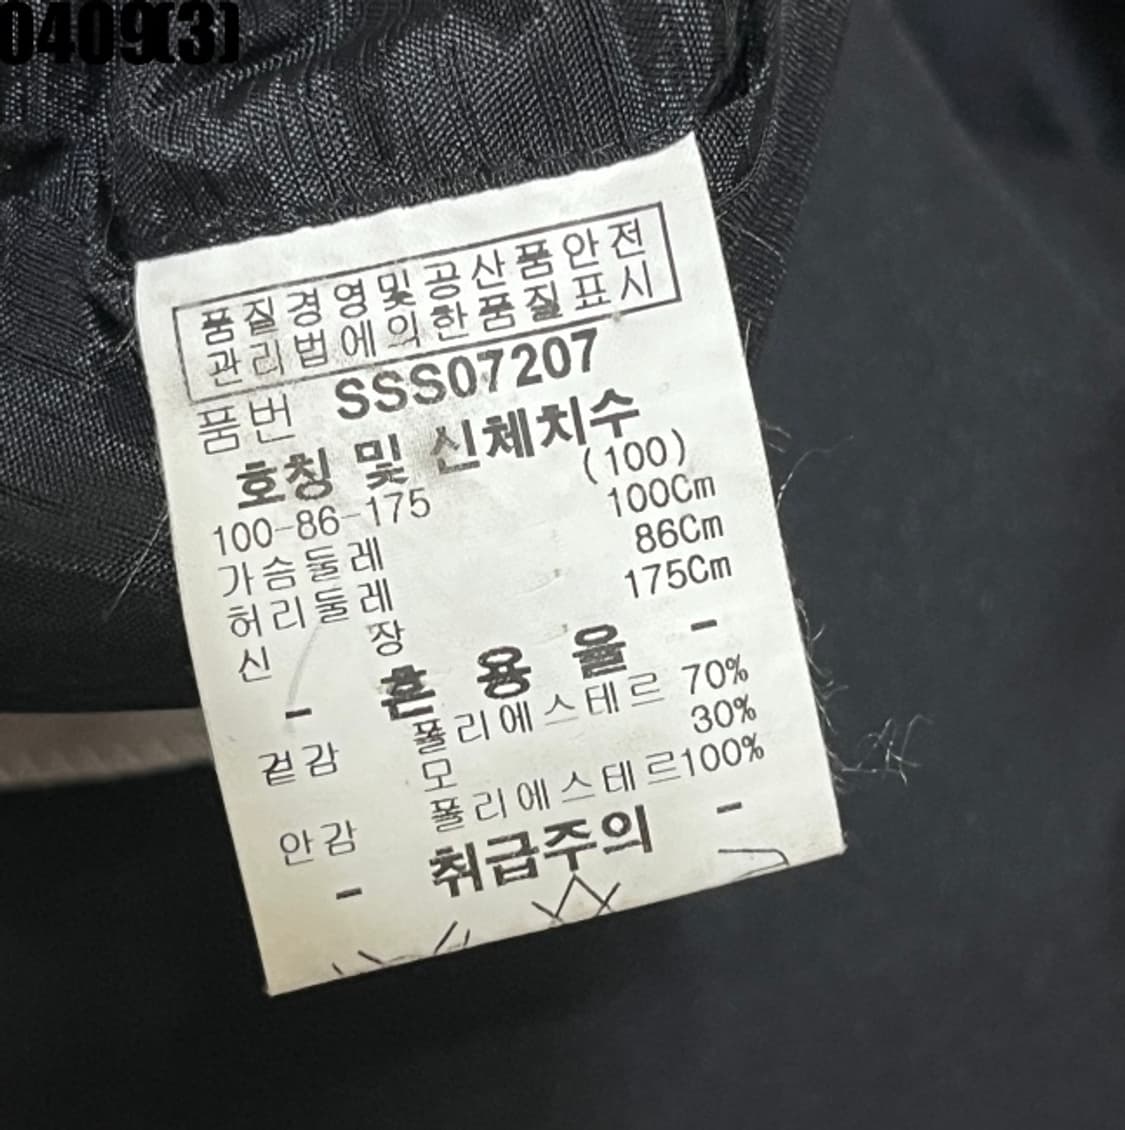 0409(3)
품질경영및공산품안전
관리법에의한품질표시
품번 SSS07207
호칭 및 신체치수
100-86-175 (100)
가슴둘레 100Cm
허리둘레 86Cm
신장 175Cm
- 혼용율 -
겉감 폴리에스테르 70%
모 30%
안감 폴리에스테르100%
- 취급주의 -